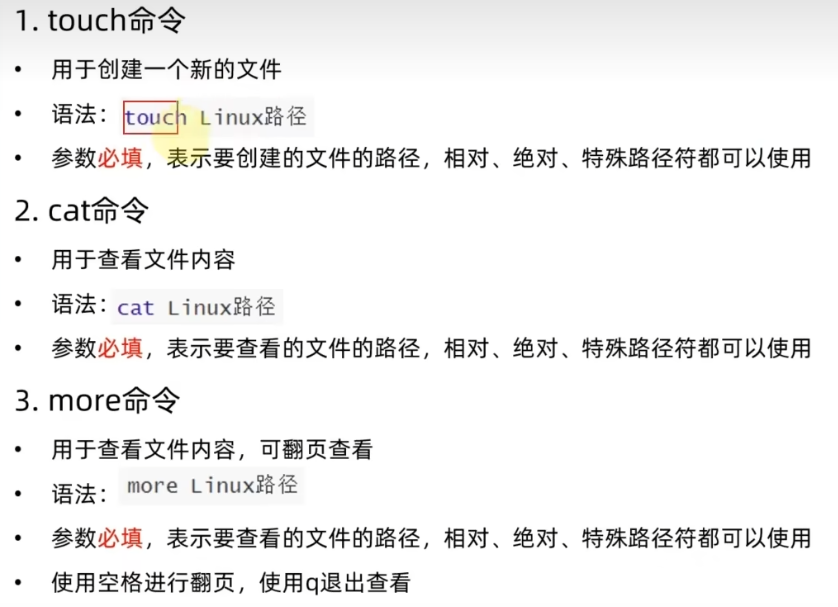 1. touch命令
• 用于创建一个新的文件
• 语法：touch Linux路径
• 参数必填，表示要创建的文件的路径，相对、绝对、特殊路径符都可以使用
2. cat命令
• 用于查看文件内容
• 语法：cat Linux路径
• 参数必填，表示要查看的文件的路径，相对、绝对、特殊路径符都可以使用
3. more命令
• 用于查看文件内容，可翻页查看
• 语法：more Linux路径
• 参数必填，表示要查看的文件的路径，相对、绝对、特殊路径符都可以使用
• 使用空格进行翻页，使用q退出查看